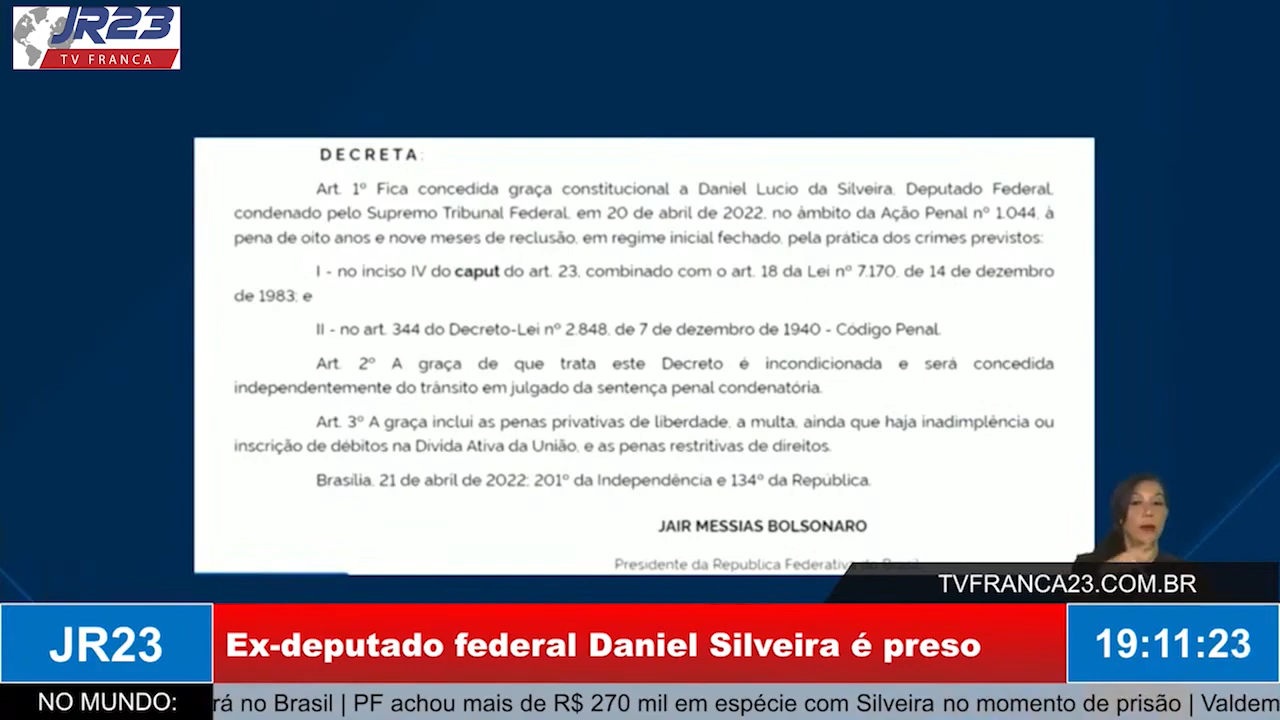 JR23
TV FRANCA
DECRETA:
Art. 1º Fica concedida graça constitucional a Daniel Lucio da Silveira, Deputado Federal,
condenado pelo Supremo Tribunal Federal, em 20 de abril de 2022, no âmbito da Ação Penal nº 1.044, à
pena de oito anos e nove meses de reclusão, em regime inicial fechado, pela prática dos crimes previstos:
I - no inciso IV do caput do art. 23, combinado com o art. 18 da Lei nº 7.170, de 14 de dezembro
de 1983; e
II - no art. 344 do Decreto-Lei nº 2.848, de 7 de dezembro de 1940 - Código Penal.
Art. 2º A graça de que trata este Decreto é incondicionada e será concedida
independentemente do trânsito em julgado da sentença penal condenatória.
Art. 3º A graça inclui as penas privativas de liberdade, a multa, ainda que haja inadimplência ou
inscrição de débitos na Dívida Ativa da União, e as penas restritivas de direitos.
Brasília, 21 de abril de 2022; 201º da Independência e 134º da República.
JAIR MESSIAS BOLSONARO
Presidente da República Federativa do Brasil
TVFRANCA23.COM.BR
JR23
Ex-deputado federal Daniel Silveira é preso
19:11:23
NO MUNDO:
rá no Brasil | PF achou mais de R$ 270 mil em espécie com Silveira no momento de prisão | Valdem